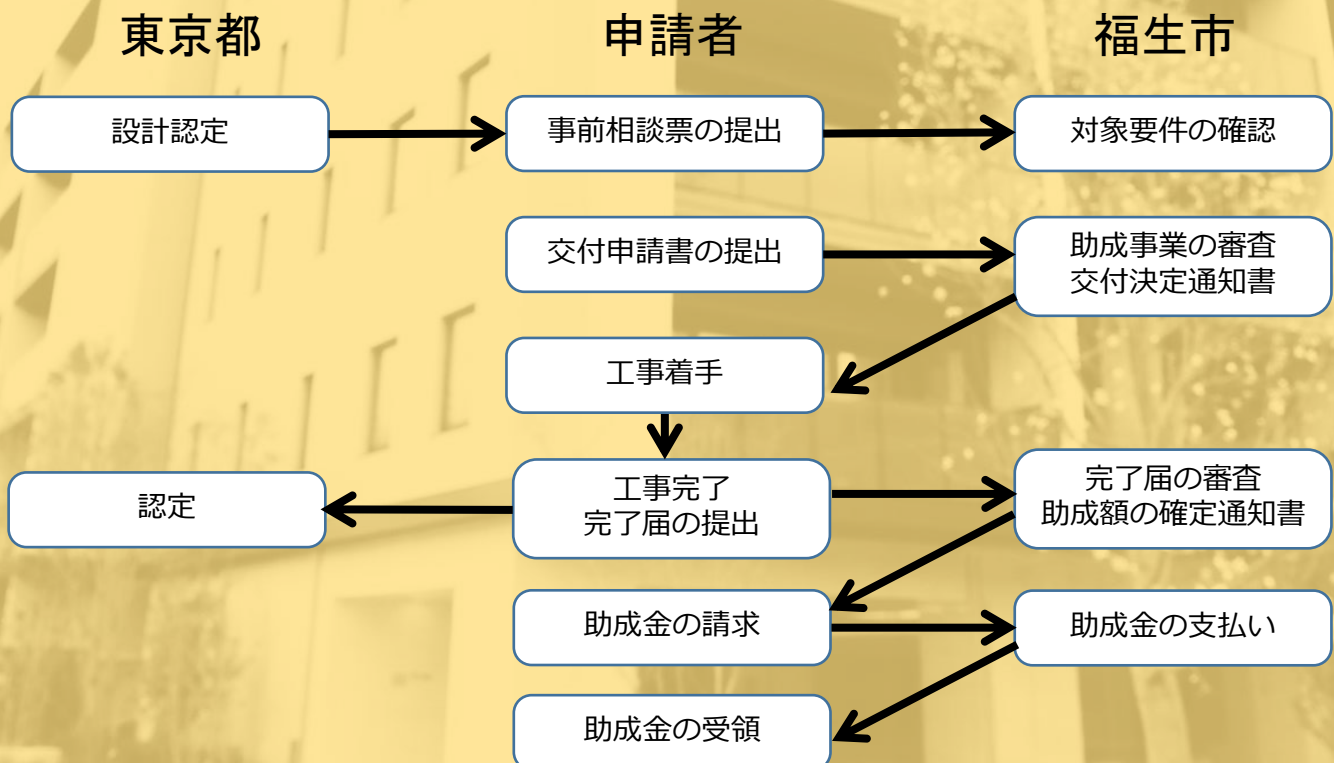 東京都
申請者
福生市
設計認定
事前相談票の提出
対象要件の確認
交付申請書の提出
助成事業の審査
交付決定通知書
工事着手
認定
工事完了
完了届の提出
完了届の審査
助成額の確定通知書
助成金の請求
助成金の支払い
助成金の受領